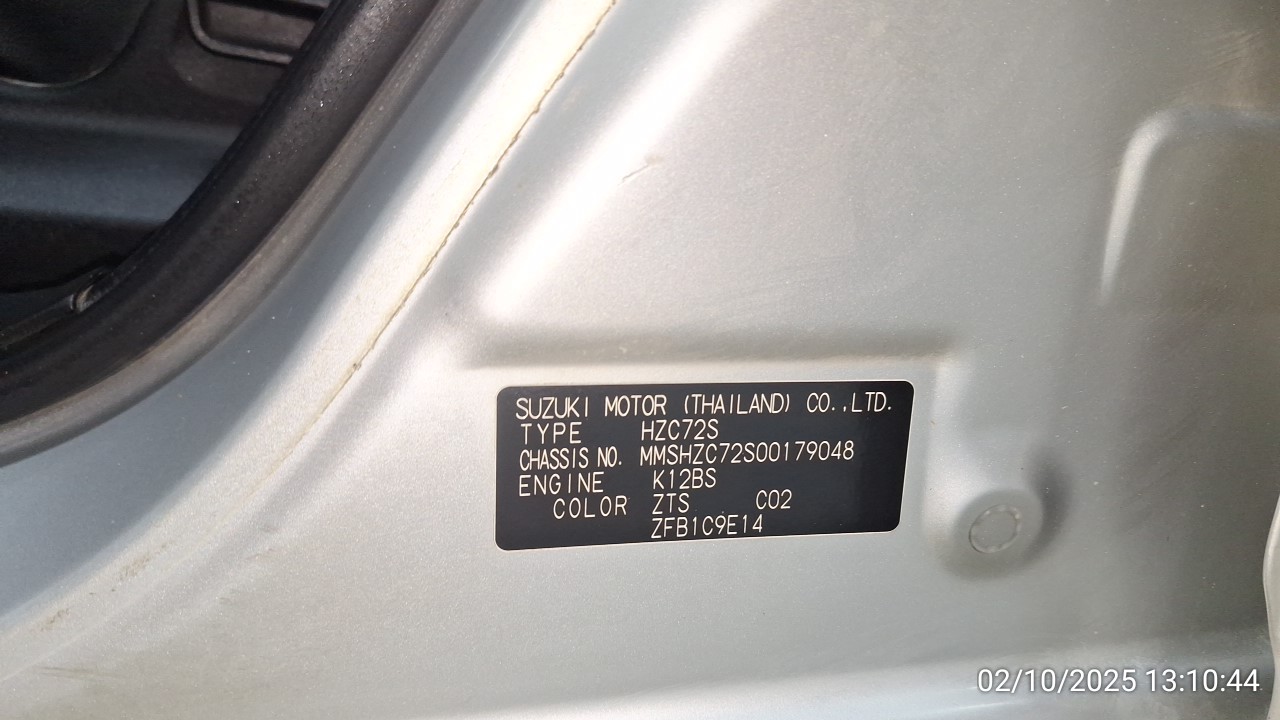 SUZUKI MOTOR (THAILAND) CO.,LTD.
TYPE HZC72S
CHASSIS NO. MMSHZC72S00179048
ENGINE K12BS
COLOR ZTS C02
ZFB1C9E14
02/10/2025 13:10:44